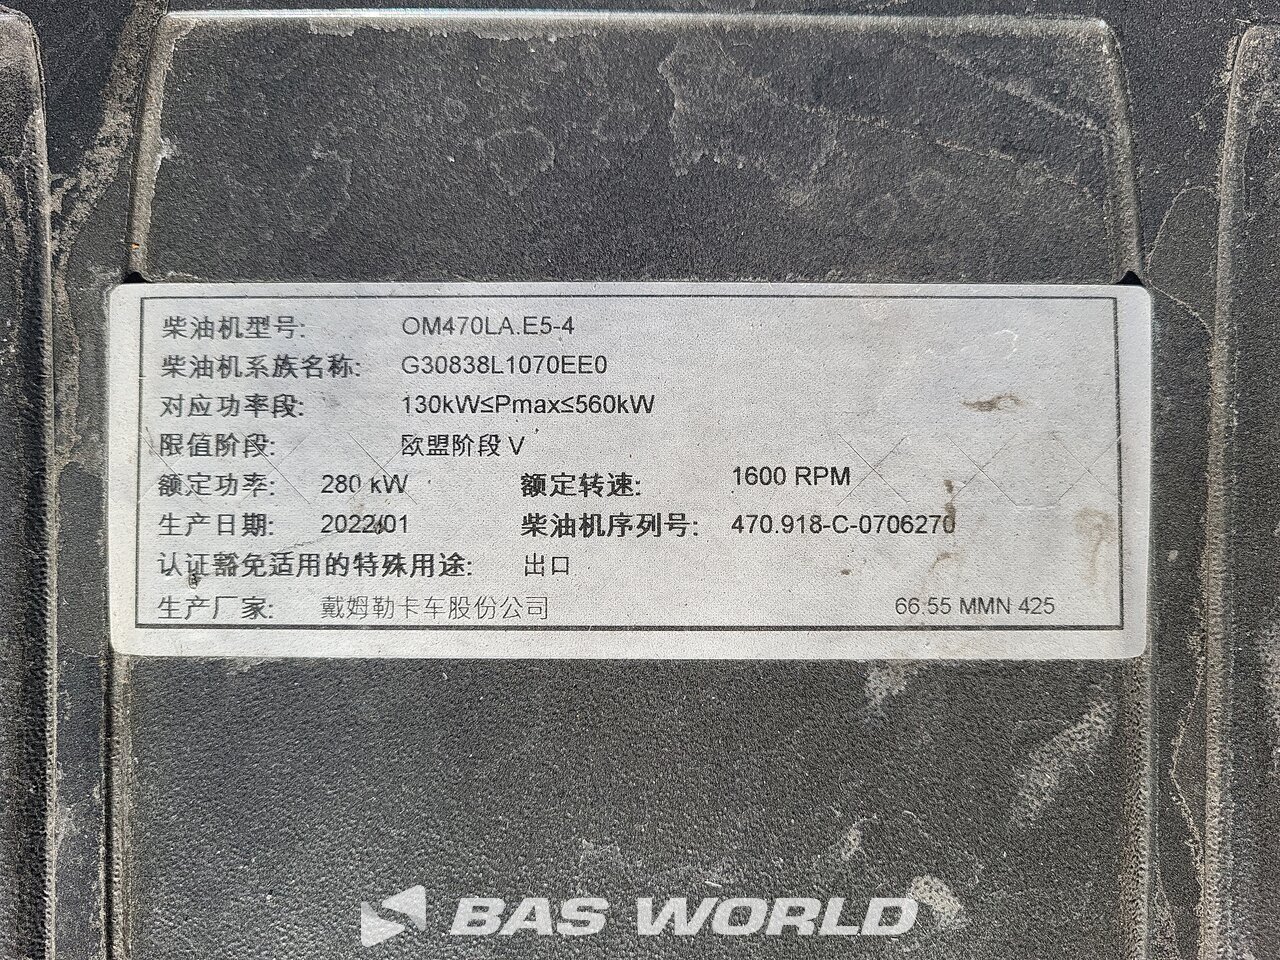 柴油机型号: OM470LA.E5-4
柴油机系族名称: G30838L1070EE0
对应功率段: 130kW≤Pmax≤560kW
限值阶段: 欧盟阶段 V
额定功率: 280 kW 额定转速: 1600 RPM
生产日期: 2022/01 柴油机序列号: 470.918-C-0706270
认证豁免适用的特殊用途: 出口
生产厂家: 戴姆勒卡车股份公司 66.55 MMN 425
BAS WORLD